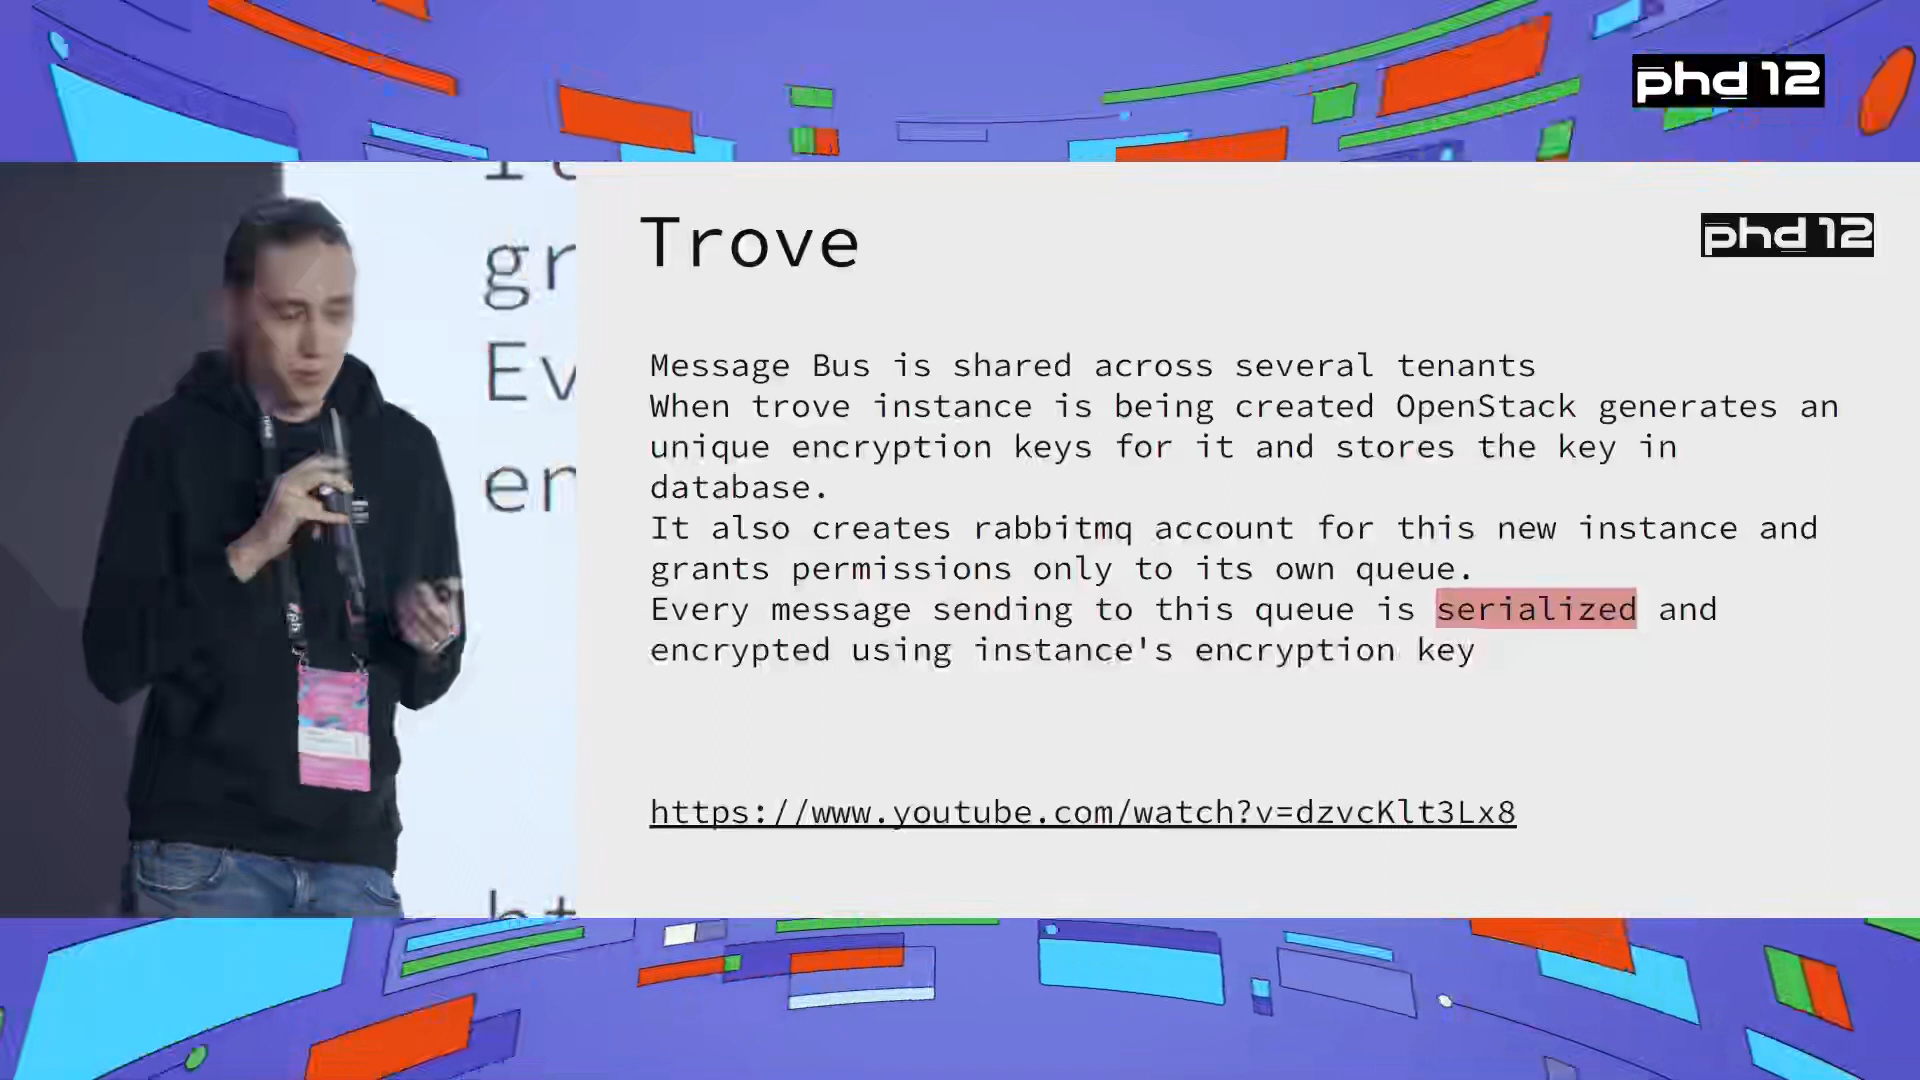 phd 12
Trove
phd 12
Message Bus is shared across several tenants
When trove instance is being created OpenStack generates an
unique encryption keys for it and stores the key in
database.
It also creates rabbitmq account for this new instance and
grants permissions only to its own queue.
Every message sending to this queue is serialized and
encrypted using instance's encryption key
https://www.youtube.com/watch?v=dzvcKlt3Lx8
gr
Ev
en